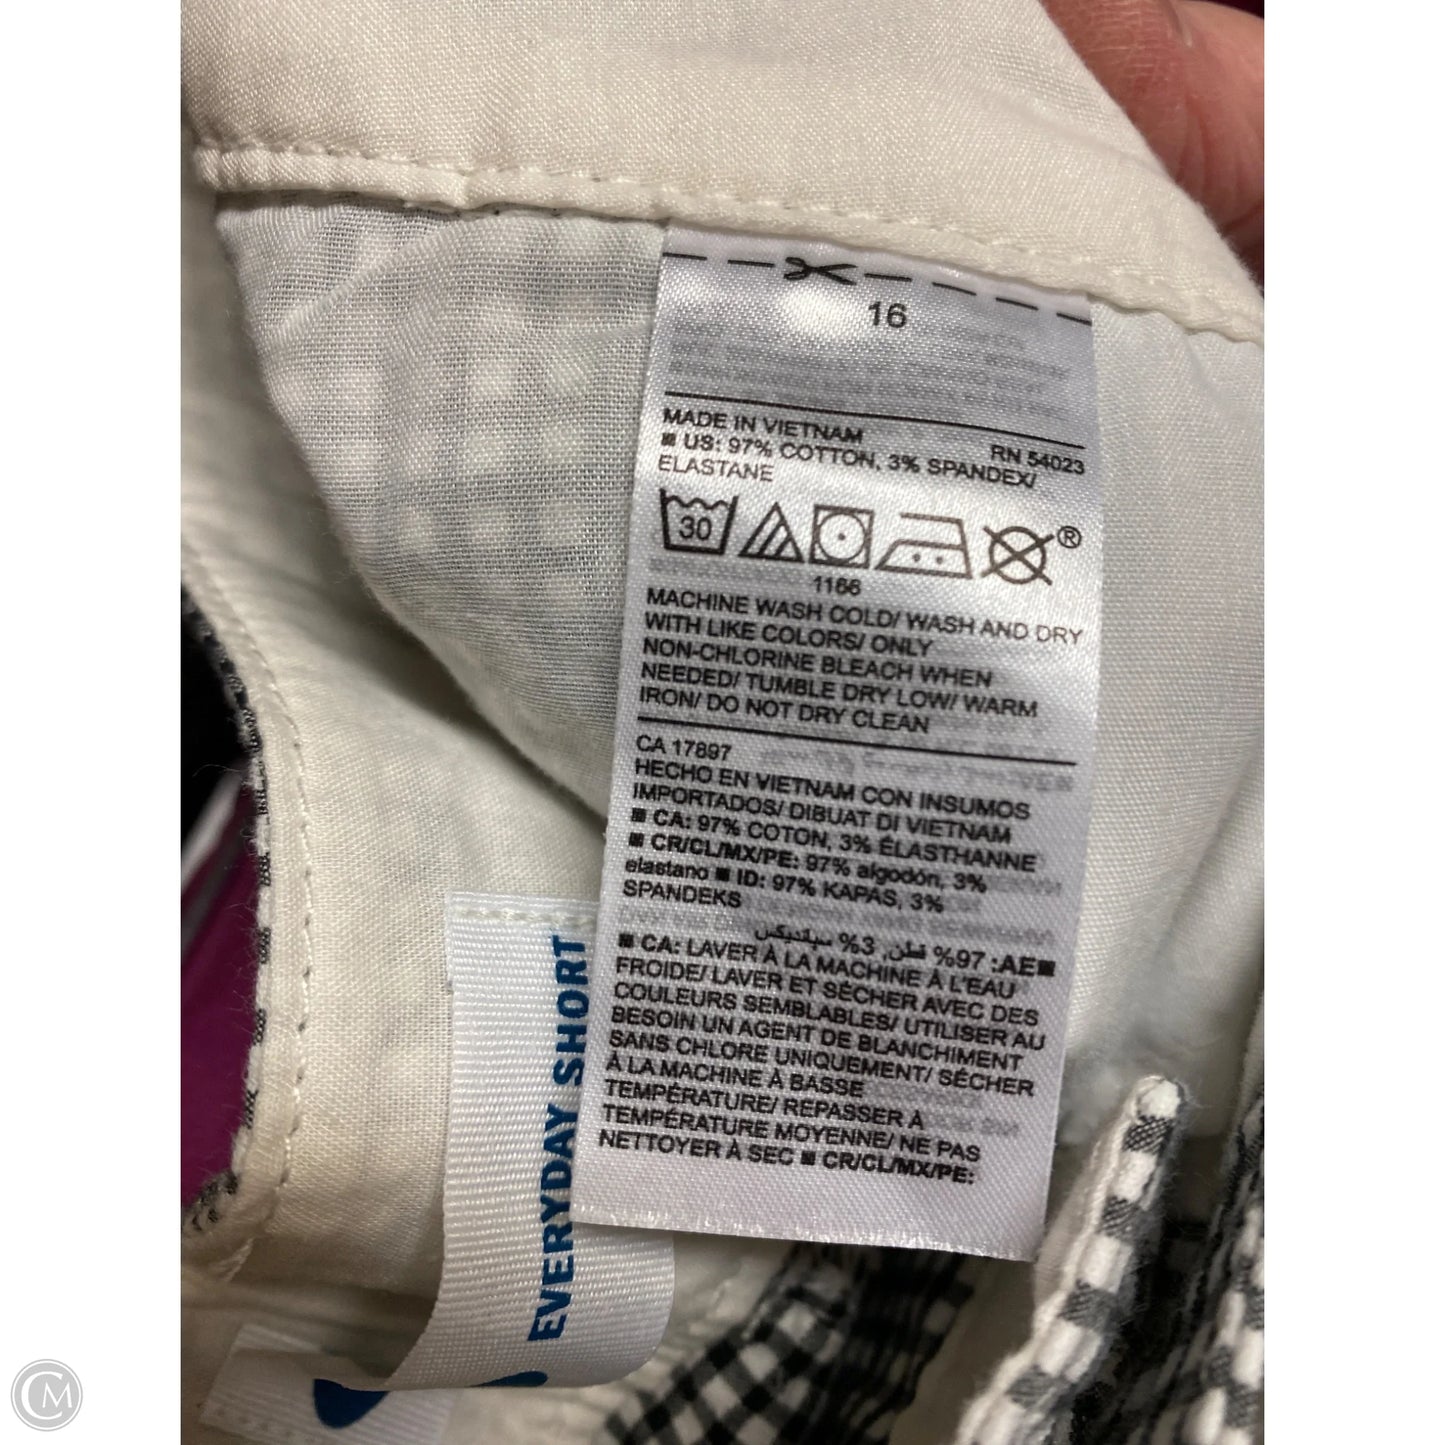 16
MADE IN VIETNAM RN 54023
■ US: 97% COTTON, 3% SPANDEX/
ELASTANE
30 ®
1166
MACHINE WASH COLD/ WASH AND DRY
WITH LIKE COLORS/ ONLY
NON-CHLORINE BLEACH WHEN
NEEDED/ TUMBLE DRY LOW/ WARM
IRON/ DO NOT DRY CLEAN
CA 17897
HECHO EN VIETNAM CON INSUMOS
IMPORTADOS/ DIBUAT DI VIETNAM
■ CA: 97% COTON, 3% ÉLASTHANNE
■ CR/CL/MX/PE: 97% algodón, 3%
elastano ■ ID: 97% KAPAS, 3%
SPANDEKS
■AE: 97% قطن, 3% سباندیکس
■ CA: LAVER À LA MACHINE À L'EAU
FROIDE/ LAVER ET SÉCHER AVEC DES
COULEURS SEMBLABLES/ UTILISER AU
BESOIN UN AGENT DE BLANCHIMENT
SANS CHLORE UNIQUEMENT/ SÉCHER
À LA MACHINE À BASSE
TEMPÉRATURE/ REPASSER À
TEMPÉRATURE MOYENNE/ NE PAS
NETTOYER À SEC ■ CR/CL/MX/PE:
EVERYDAY SHORT
CM